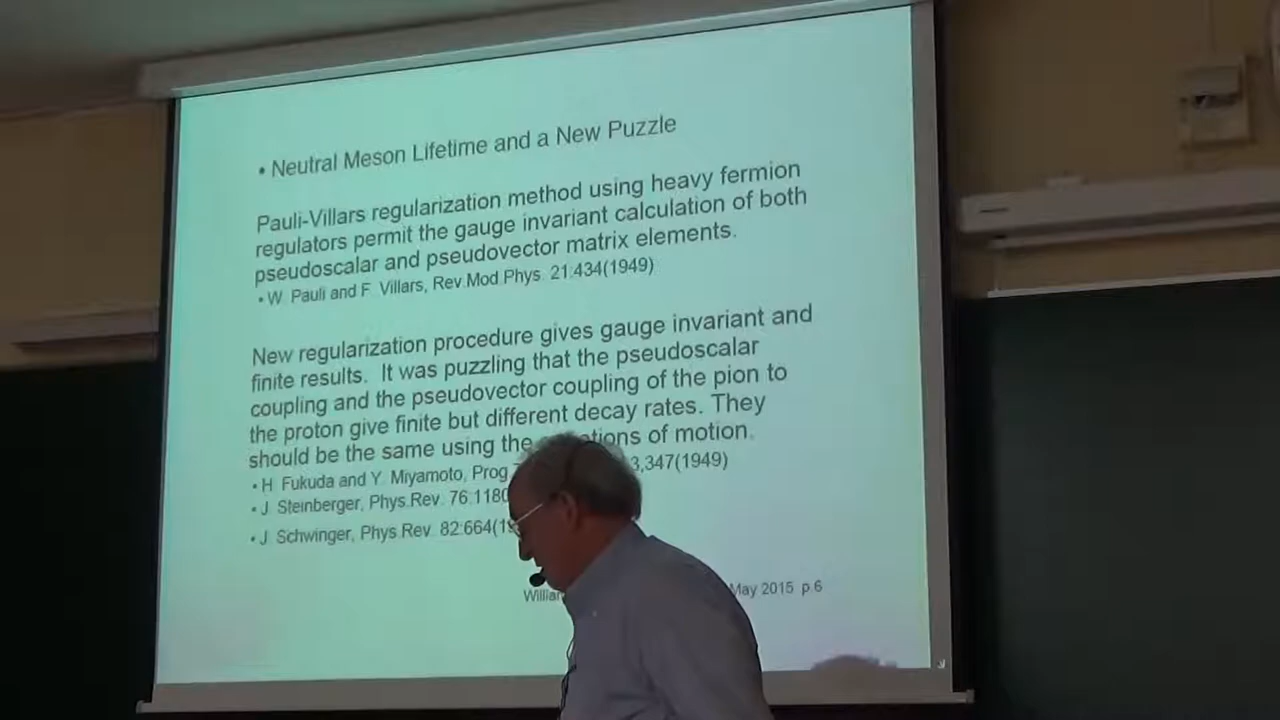 • Neutral Meson Lifetime and a New Puzzle
Pauli-Villars regularization method using heavy fermion
regulators permit the gauge invariant calculation of both
pseudoscalar and pseudovector matrix elements.
• W. Pauli and F. Villars, Rev.Mod.Phys. 21:434(1949)
New regularization procedure gives gauge invariant and
finite results. It was puzzling that the pseudoscalar
coupling and the pseudovector coupling of the pion to
the proton give finite but different decay rates. They
should be the same using the of motion.
• H. Fukuda and Y. Miyamoto, Prog 3,347(1949)
• J. Steinberger, Phys.Rev. 76:1180
• J. Schwinger, Phys.Rev. 82:664(
May 2015 p.6